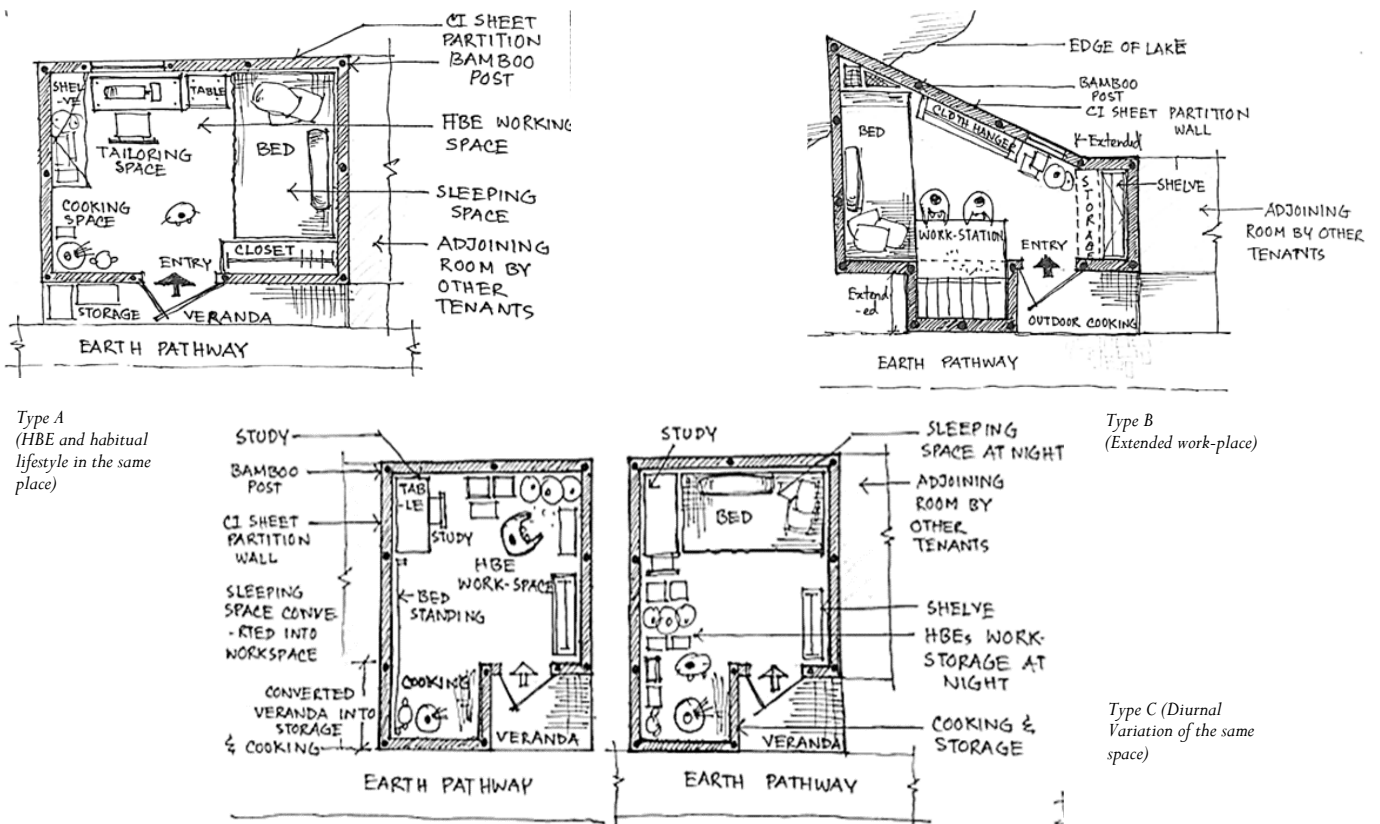 CI SHEET
PARTITION
BAMBOO
POST
SHEL
-VE
TABLE
HBE WORKING
SPACE
TAILORING
SPACE
BED
SLEEPING
SPACE
COOKING
SPACE
CLOSET
ADJOINING
ROOM BY
OTHER
TENANTS
ENTRY
STORAGE
VERANDA
EARTH PATHWAY
Type A
(HBE and habitual
lifestyle in the same
place)
EDGE OF LAKE
BAMBOO
POST
CI SHEET PARTITION
WALL
CLOTH HANGER
Extended
BED
SHELVE
STORAGE
ADJOINING
ROOM BY OTHER
TENANTS
WORK-STATION
ENTRY
Extend
-ed
OUTDOOR COOKING
EARTH PATHWAY
Type B
(Extended work-place)
STUDY
BAMBOO
POST
TAB
-LE
STUDY
CI SHEET
PARTITION
WALL
HBE
WORK-SPACE
BED
STANDING
SLEEPING
SPACE CONVE
-RTED INTO
WORKSPACE
COOKING
CONVERTED
VERANDA INTO
STORAGE
& COOKING
VERANDA
EARTH PATHWAY
STUDY
SLEEPING
SPACE AT NIGHT
BED
ADJOINING
ROOM BY
OTHER
TENANTS
SHELVE
HBEs WORK-
STORAGE AT
NIGHT
COOKING &
STORAGE
VERANDA
EARTH PATHWAY
Type C (Diurnal
Variation of the same
space)